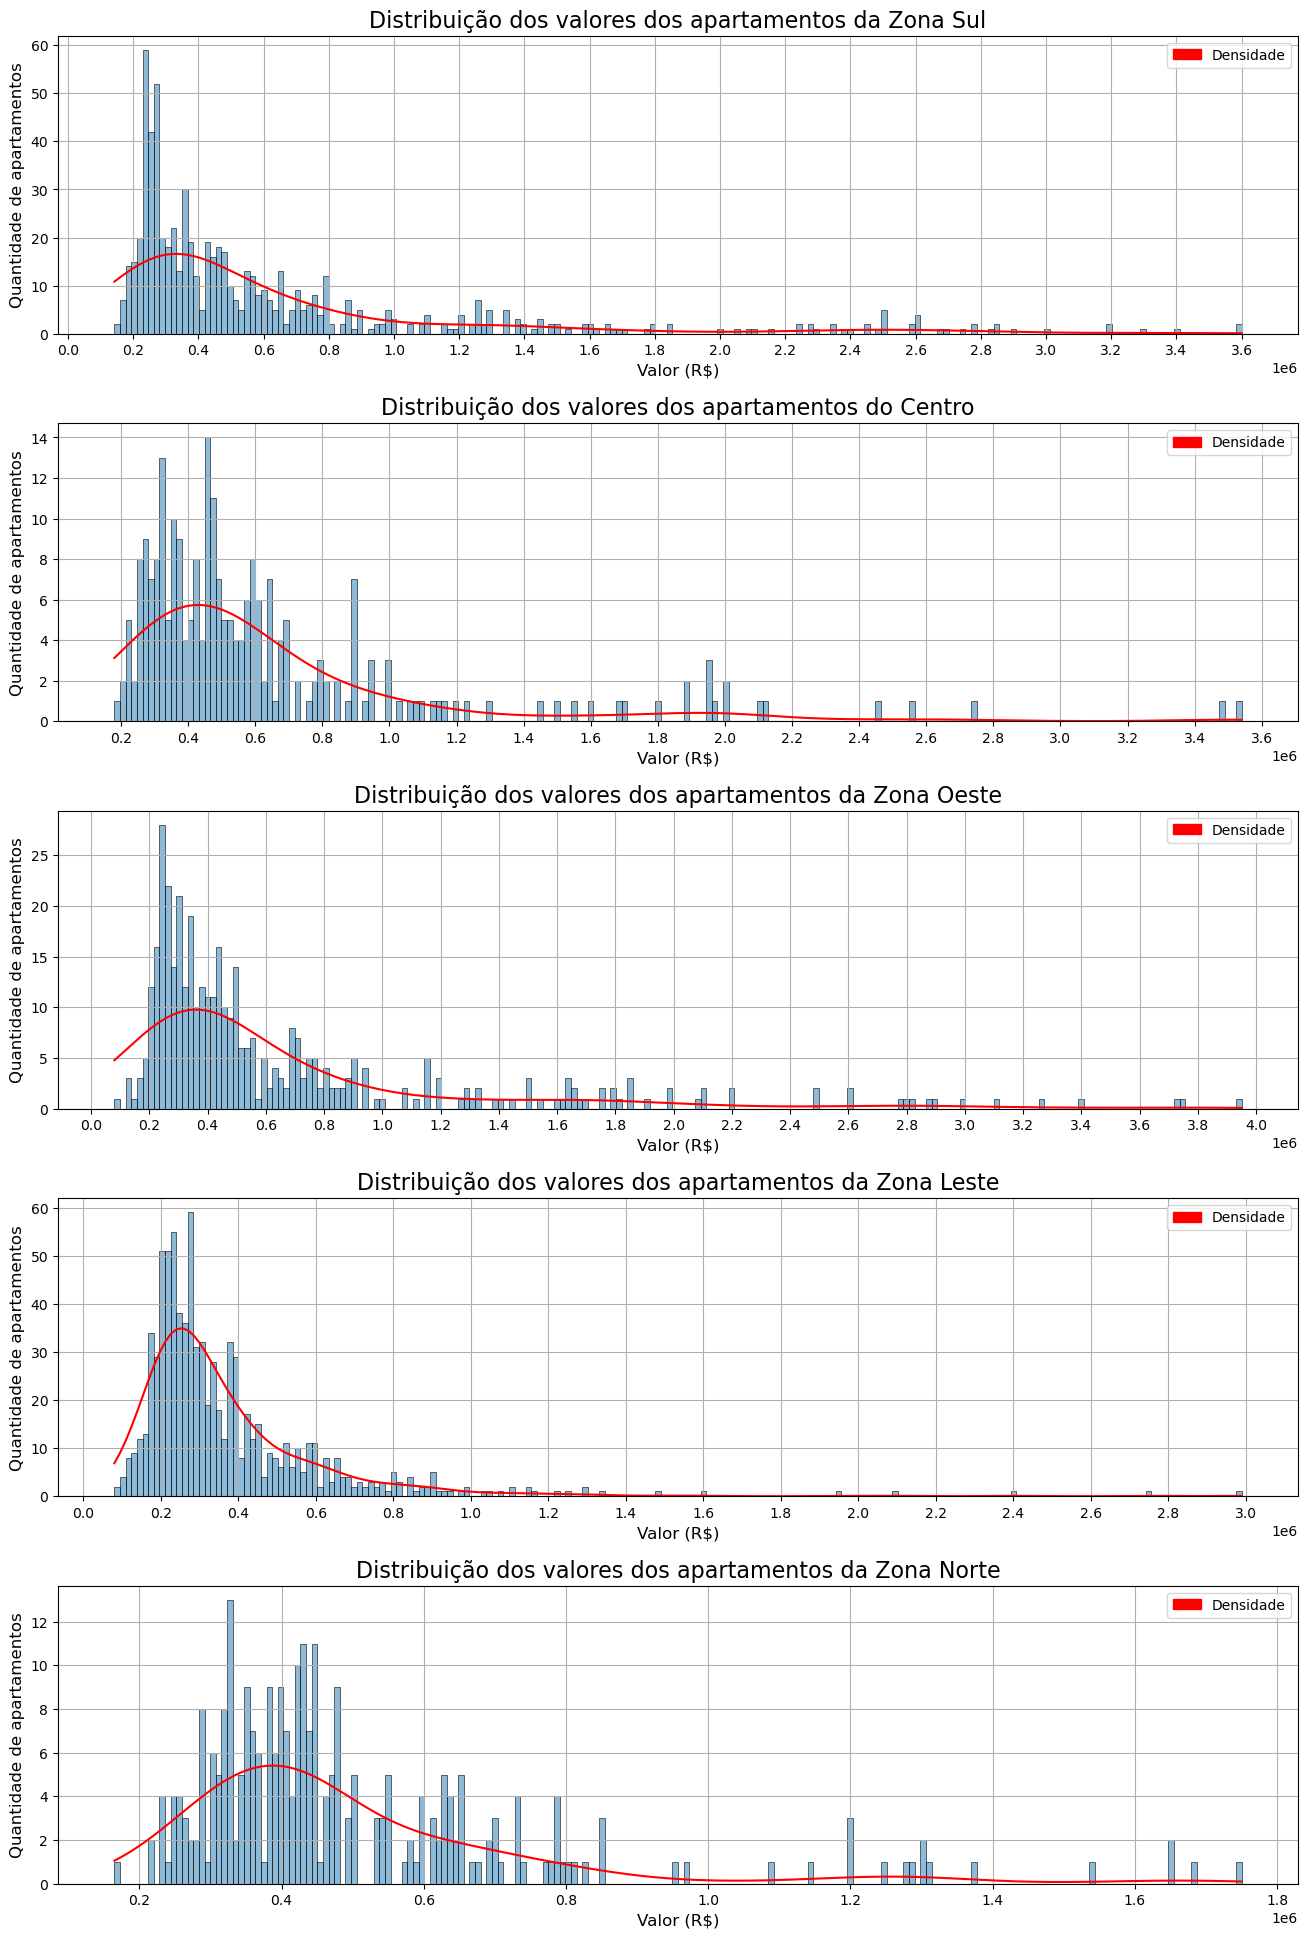 Distribuição dos valores dos apartamentos da Zona Sul
Densidade
Quantidade de apartamentos
60
50
40
30
20
10
0
0.0 0.2 0.4 0.6 0.8 1.0 1.2 1.4 1.6 1.8 2.0 2.2 2.4 2.6 2.8 3.0 3.2 3.4 3.6
1e6
Valor (R$)
Distribuição dos valores dos apartamentos do Centro
Densidade
Quantidade de apartamentos
14
12
10
8
6
4
2
0
0.2 0.4 0.6 0.8 1.0 1.2 1.4 1.6 1.8 2.0 2.2 2.4 2.6 2.8 3.0 3.2 3.4 3.6
1e6
Valor (R$)
Distribuição dos valores dos apartamentos da Zona Oeste
Densidade
Quantidade de apartamentos
25
20
15
10
5
0
0.0 0.2 0.4 0.6 0.8 1.0 1.2 1.4 1.6 1.8 2.0 2.2 2.4 2.6 2.8 3.0 3.2 3.4 3.6 3.8 4.0
1e6
Valor (R$)
Distribuição dos valores dos apartamentos da Zona Leste
Densidade
Quantidade de apartamentos
60
50
40
30
20
10
0
0.0 0.2 0.4 0.6 0.8 1.0 1.2 1.4 1.6 1.8 2.0 2.2 2.4 2.6 2.8 3.0
1e6
Valor (R$)
Distribuição dos valores dos apartamentos da Zona Norte
Densidade
Quantidade de apartamentos
12
10
8
6
4
2
0
0.2 0.4 0.6 0.8 1.0 1.2 1.4 1.6 1.8
1e6
Valor (R$)